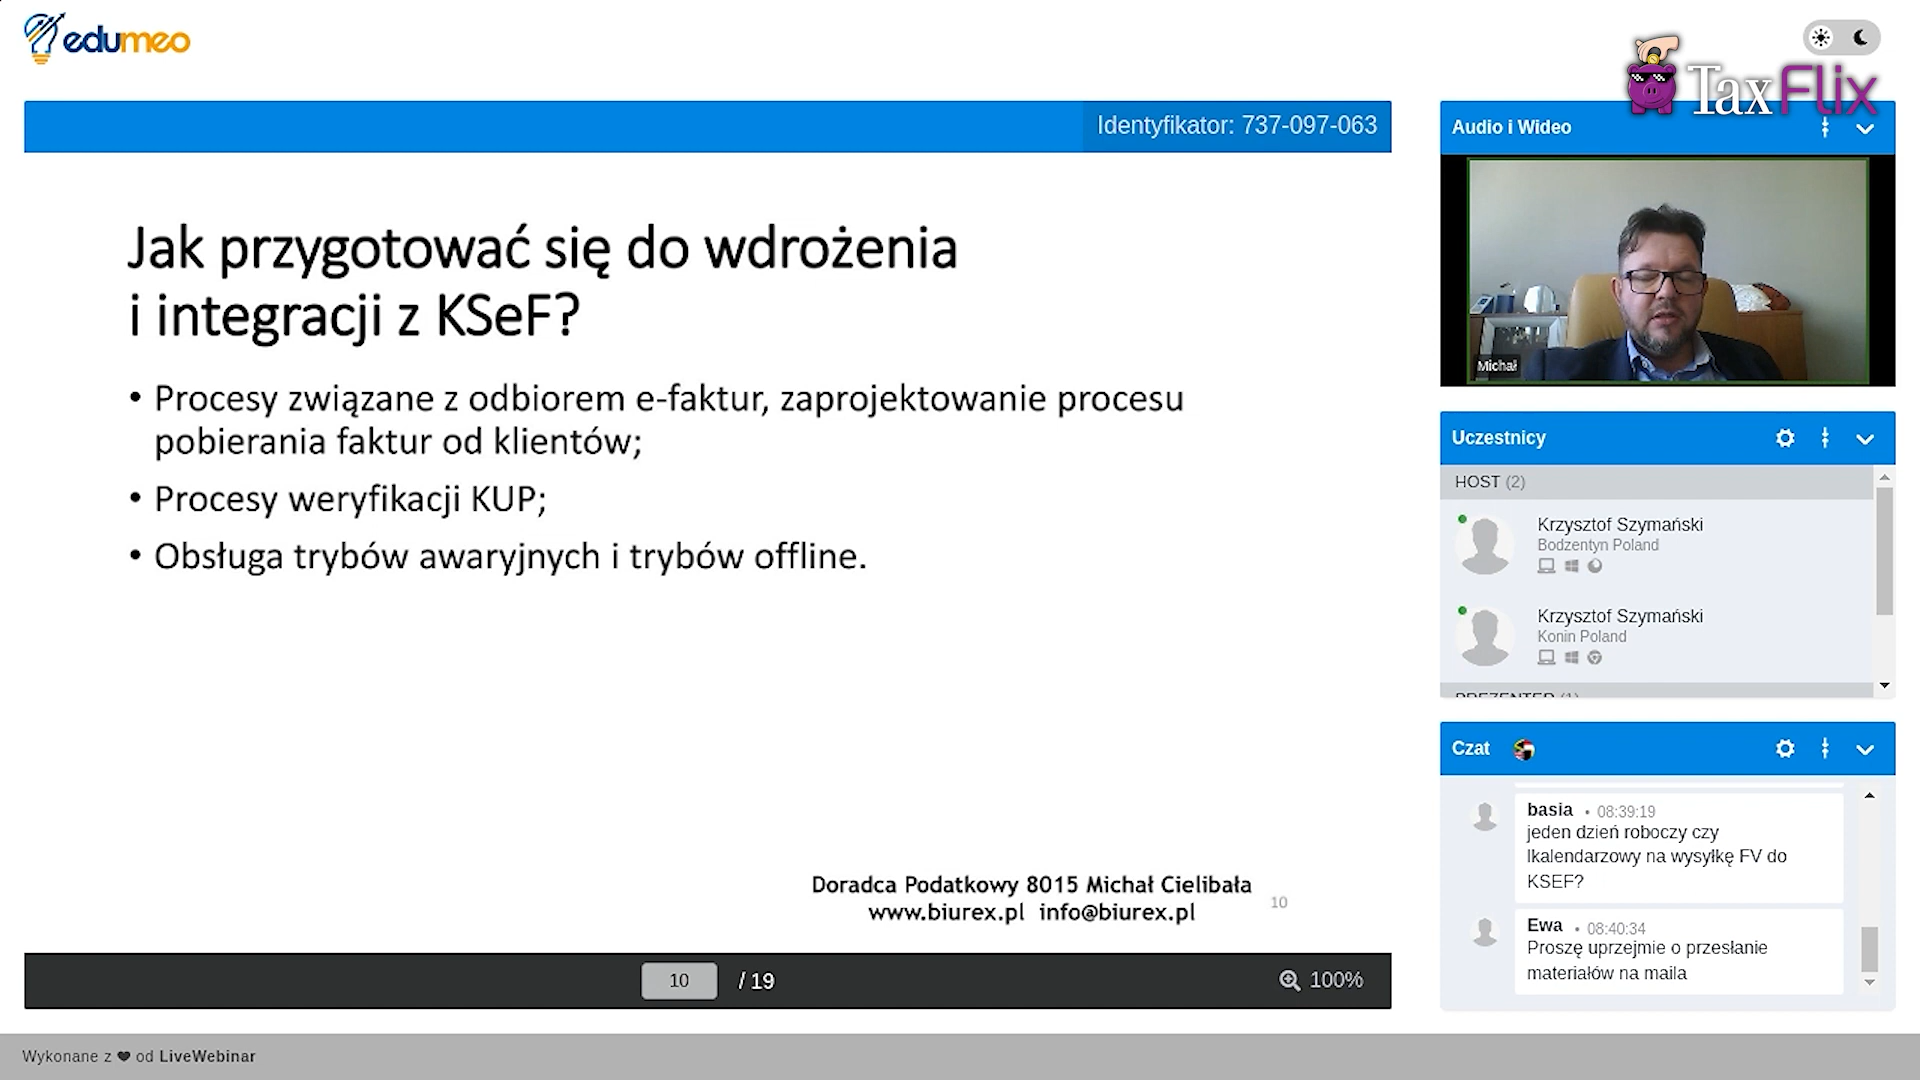 edumeo
TaxFlix
Identyfikator: 737-097-063
Jak przygotować się do wdrożenia
i integracji z KSeF?
• Procesy związane z odbiorem e-faktur, zaprojektowanie procesu
pobierania faktur od klientów;
• Procesy weryfikacji KUP;
• Obsługa trybów awaryjnych i trybów offline.
Doradca Podatkowy 8015 Michał Cielibała
www.biurex.pl info@biurex.pl
10
10 / 19
100%
Audio i Wideo
Michał
Uczestnicy
HOST (2)
Krzysztof Szymański
Bodzentyn Poland
Krzysztof Szymański
Konin Poland
PREZENTER (1)
Czat
basia • 08:39:19
jeden dzień roboczy czy
lkalendarzowy na wysyłkę FV do
KSEF?
Ewa • 08:40:34
Proszę uprzejmie o przesłanie
materiałów na maila
Wykonane z ❤ od LiveWebinar